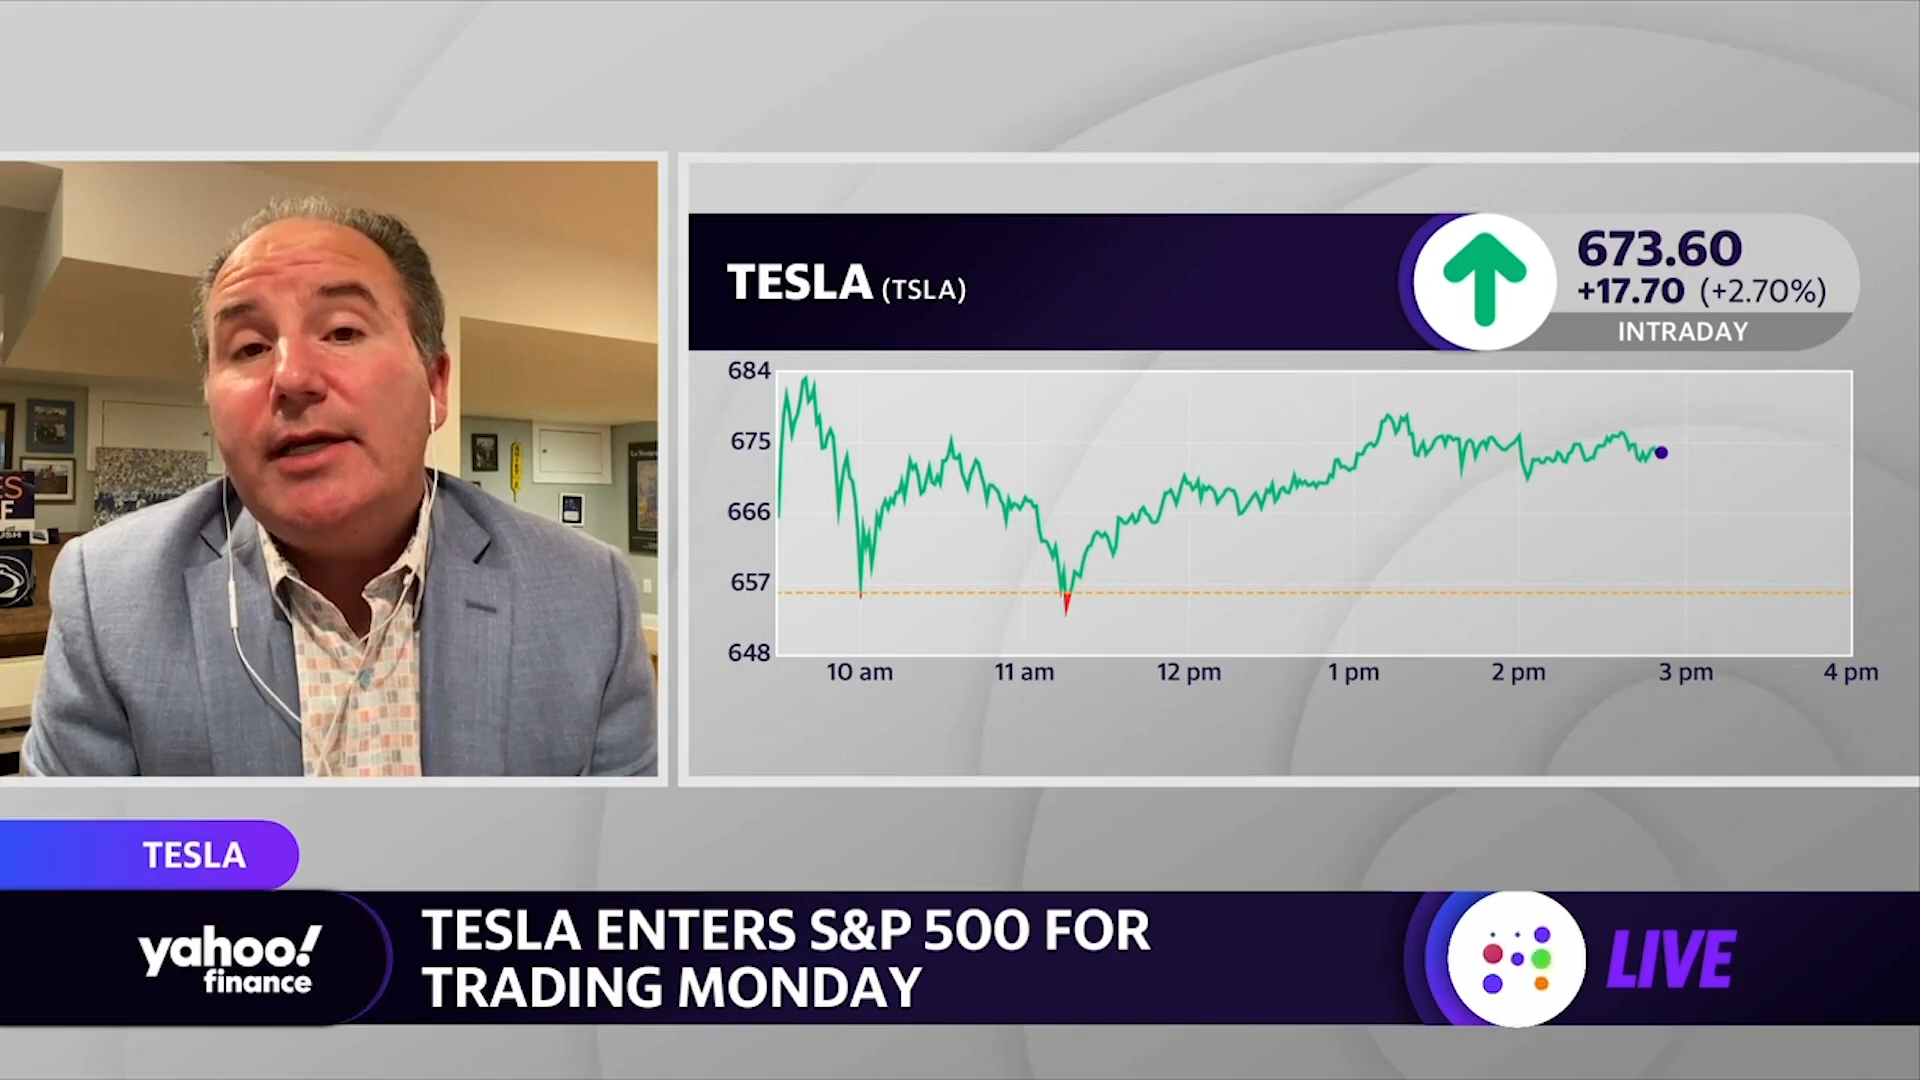 TESLA (TSLA)
673.60
+17.70 (+2.70%)
INTRADAY
684
675
666
657
648
10 am
11 am
12 pm
1 pm
2 pm
3 pm
4 pm
ES
F
TESLA
yahoo!
finance
TESLA ENTERS S&P 500 FOR
TRADING MONDAY
LIVE